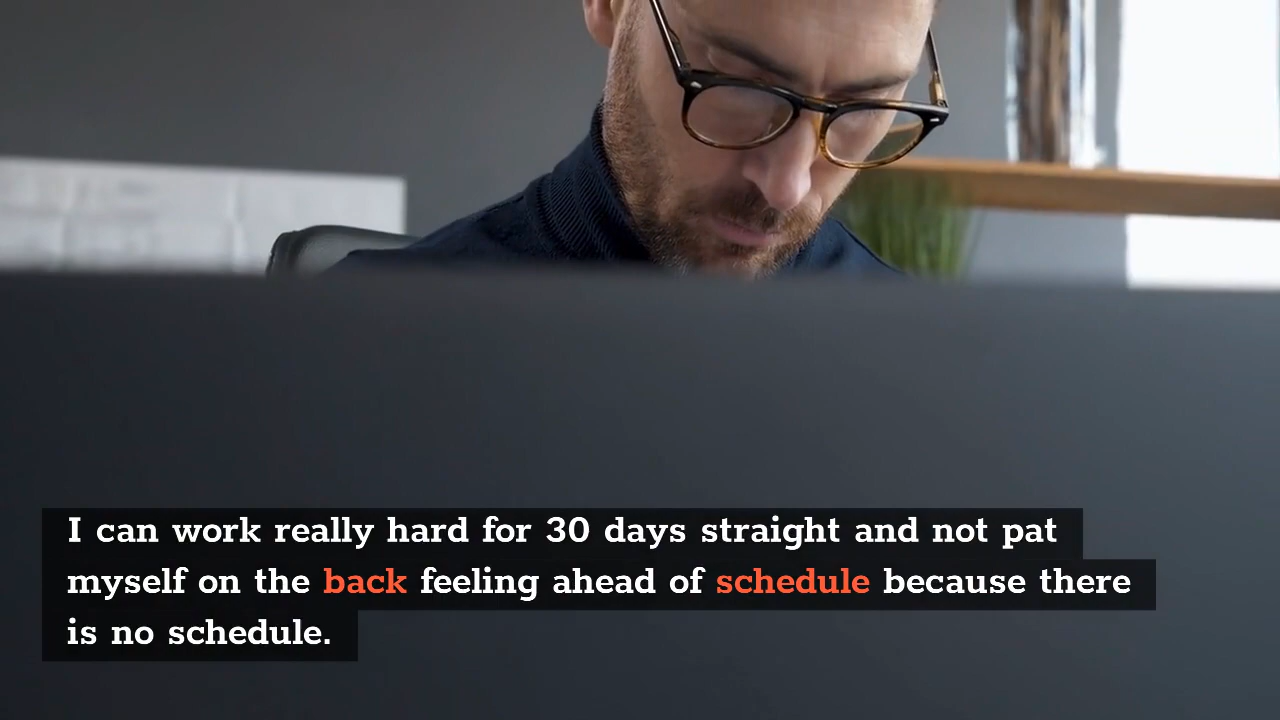 I can work really hard for 30 days straight and not pat
myself on the back feeling ahead of schedule because there
is no schedule.